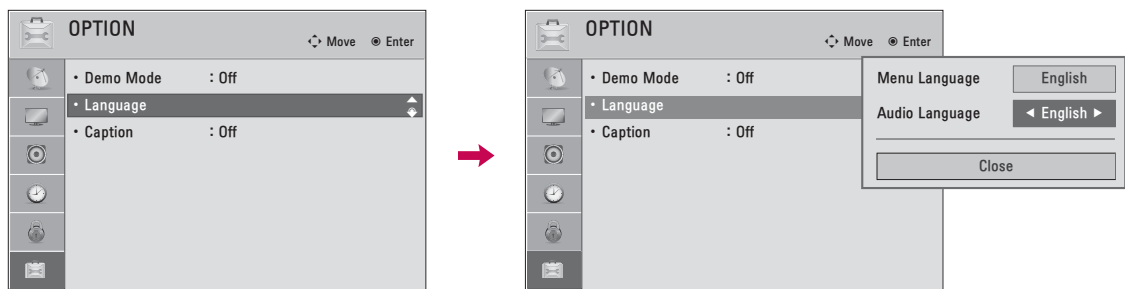 OPTION
Move Enter
• Demo Mode : Off
• Language
• Caption : Off
OPTION
Move Enter
• Demo Mode : Off
• Language
• Caption : Off
Menu Language English
Audio Language ◄ English ►
Close